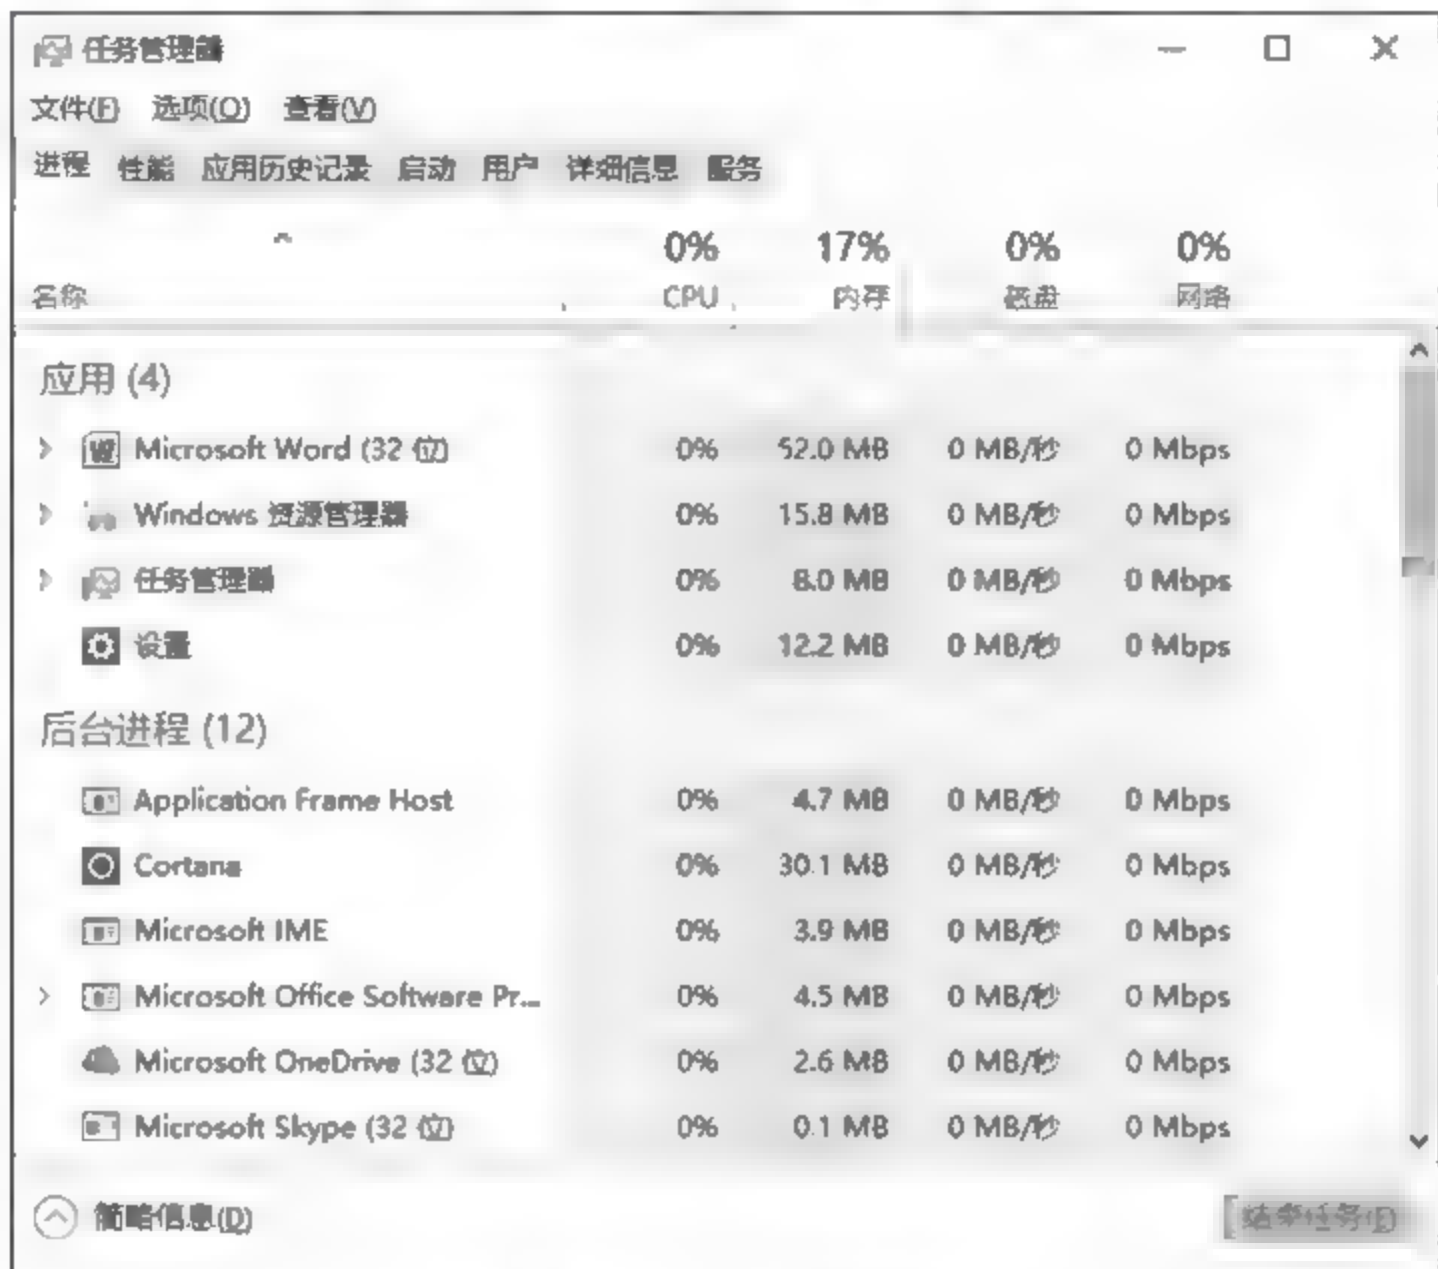 任务管理器
文件(F) 选项(O) 查看(V)
进程 性能 应用历史记录 启动 用户 详细信息 服务
0% 17% 0% 0%
名称 CPU 内存 磁盘 网络
应用 (4)
Microsoft Word (32 位) 0% 52.0 MB 0 MB/秒 0 Mbps
Windows 资源管理器 0% 15.8 MB 0 MB/秒 0 Mbps
任务管理器 0% 8.0 MB 0 MB/秒 0 Mbps
设置 0% 12.2 MB 0 MB/秒 0 Mbps
后台进程 (12)
Application Frame Host 0% 4.7 MB 0 MB/秒 0 Mbps
Cortana 0% 30.1 MB 0 MB/秒 0 Mbps
Microsoft IME 0% 3.9 MB 0 MB/秒 0 Mbps
Microsoft Office Software Pr... 0% 4.5 MB 0 MB/秒 0 Mbps
Microsoft OneDrive (32 位) 0% 2.6 MB 0 MB/秒 0 Mbps
Microsoft Skype (32 位) 0% 0.1 MB 0 MB/秒 0 Mbps
简略信息(D) 结束任务(E)